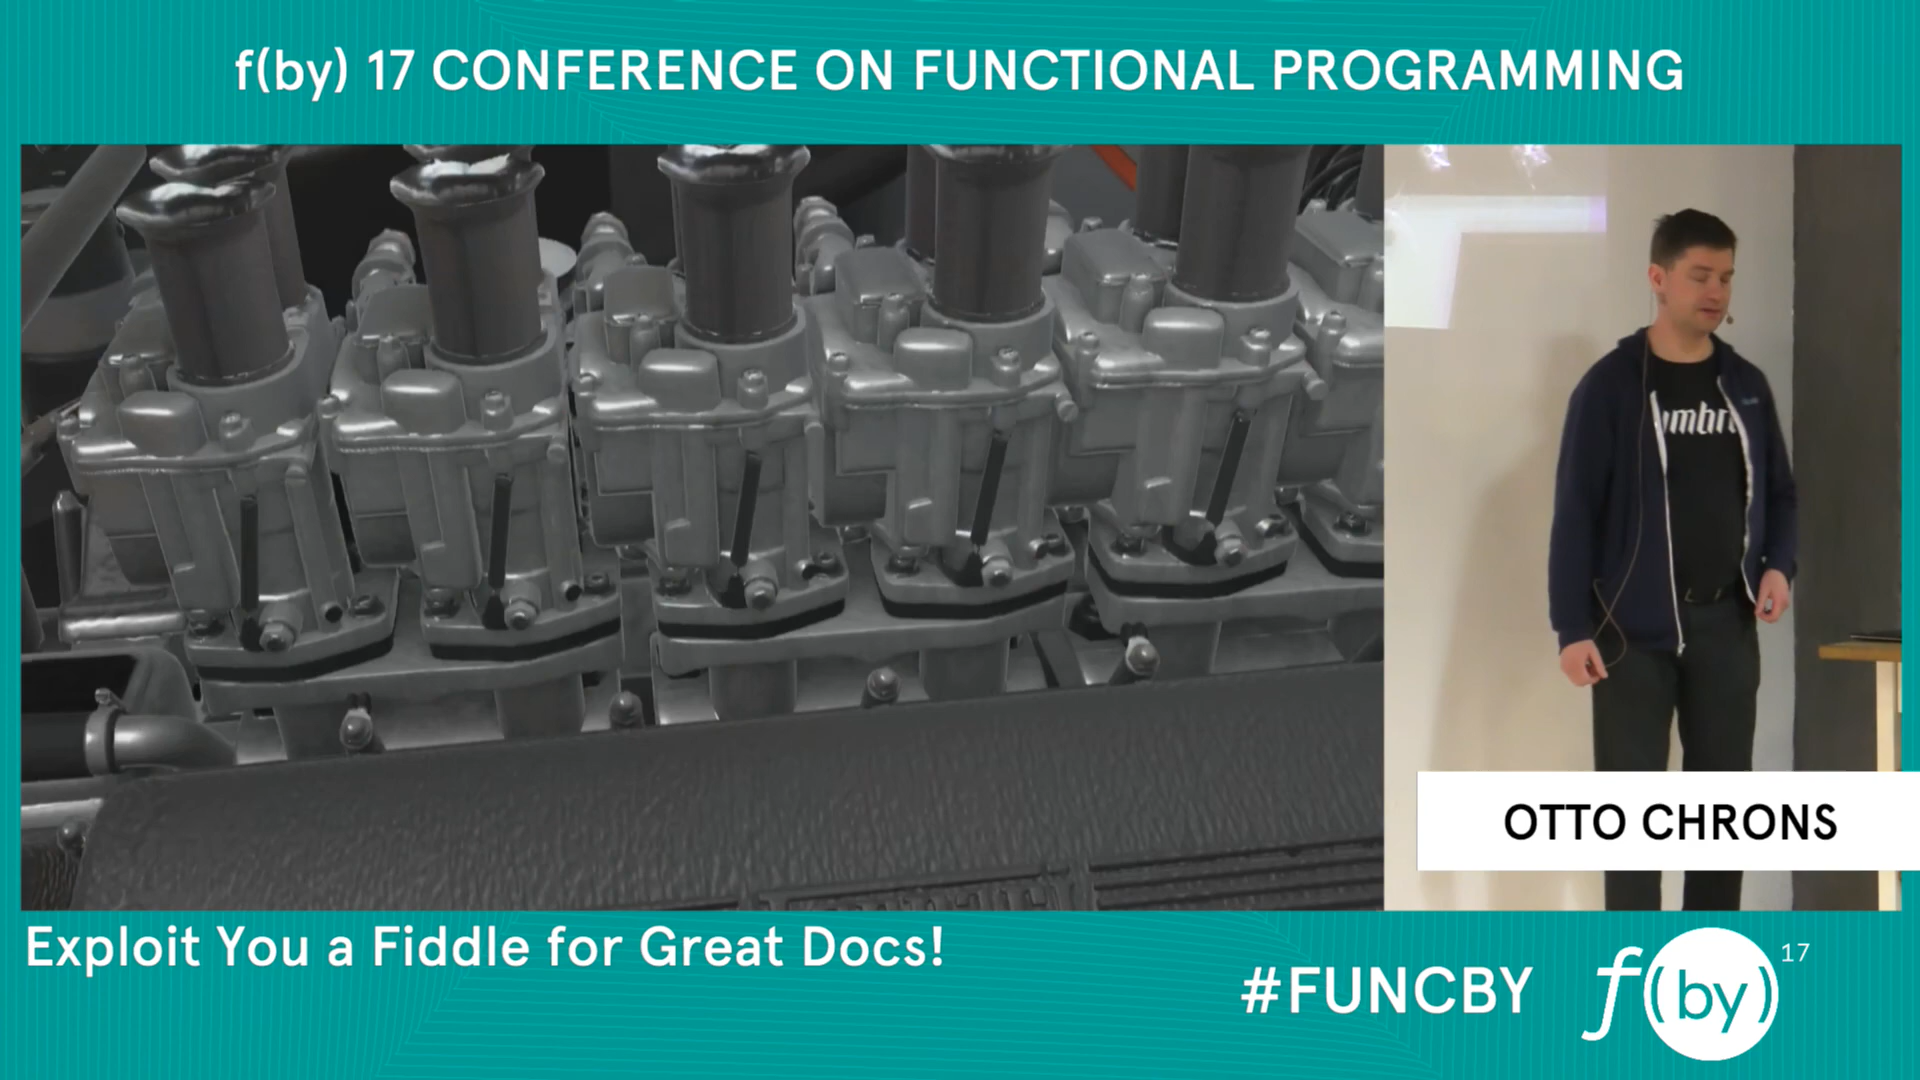 f(by) 17 CONFERENCE ON FUNCTIONAL PROGRAMMING
OTTO CHRONS
Exploit You a Fiddle for Great Docs!
#FUNCBY
f(by) 17